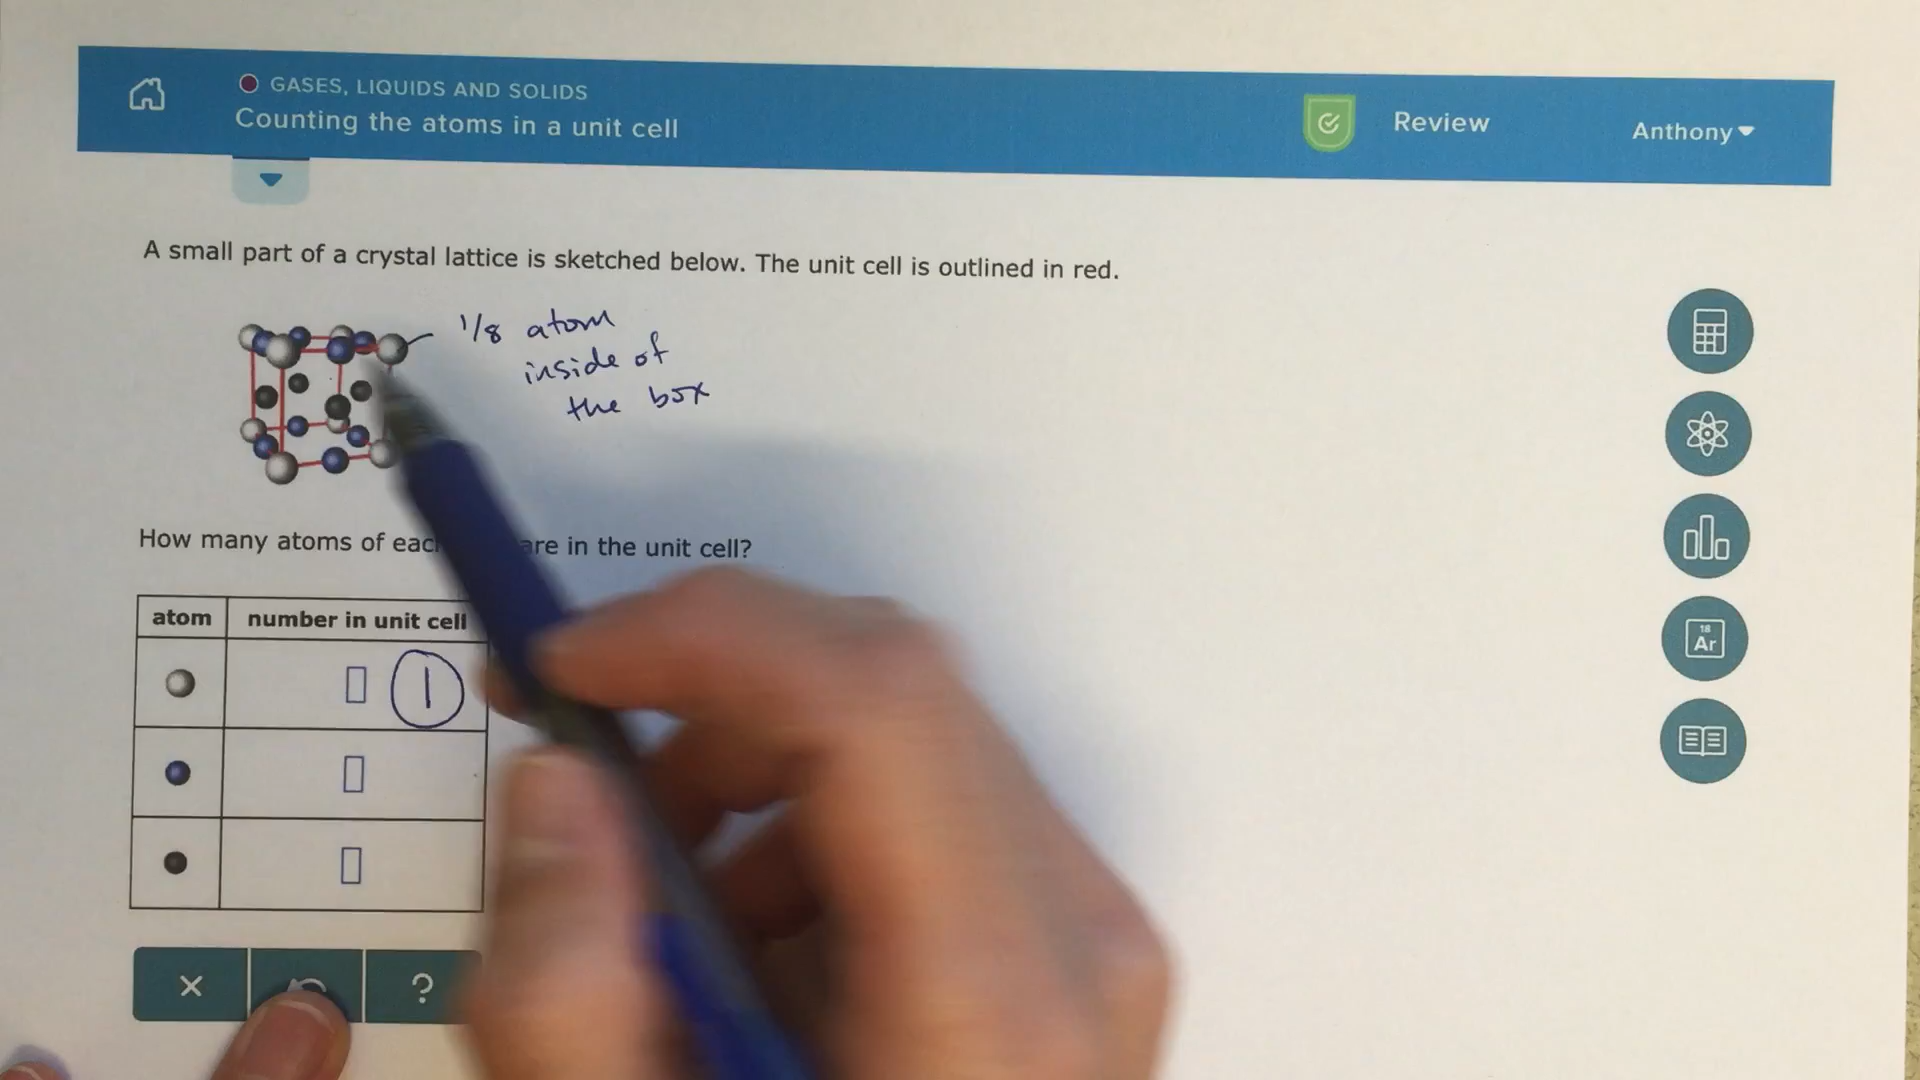 GASES, LIQUIDS AND SOLIDS
Counting the atoms in a unit cell
Review
Anthony
A small part of a crystal lattice is sketched below. The unit cell is outlined in red.
1/8 atom
inside of
the box
How many atoms of are in the unit cell?
atom number in unit cell
1
X ?
18
Ar